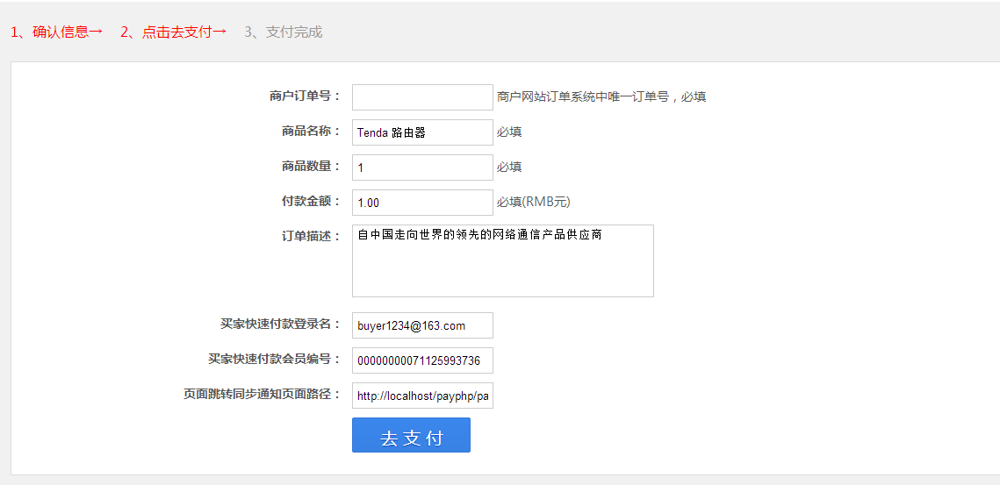 1、确认信息→ 2、点击去支付→ 3、支付完成
商户订单号： 商户网站订单系统中唯一订单号，必填
商品名称： Tenda 路由器 必填
商品数量： 1 必填
付款金额： 1.00 必填(RMB元)
订单描述： 自中国走向世界的领先的网络通信产品供应商
买家快速付款登录名： buyer1234@163.com
买家快速付款会员编号： 00000000071125993736
页面跳转同步通知页面路径： http://localhost/payphp/pa
去 支 付